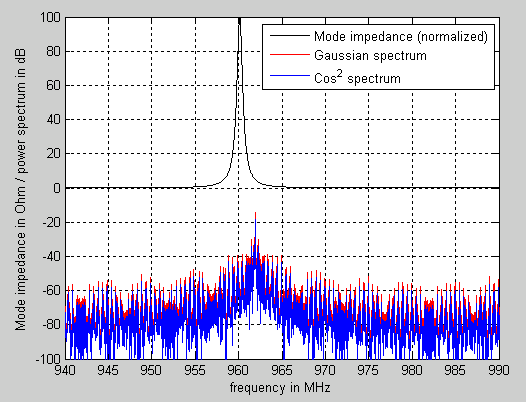 Mode impedance (normalized)
Gaussian spectrum
Cos² spectrum
Mode impedance in Ohm / power spectrum in dB
100
80
60
40
20
0
-20
-40
-60
-80
-100
940 945 950 955 960 965 970 975 980 985 990
frequency in MHz